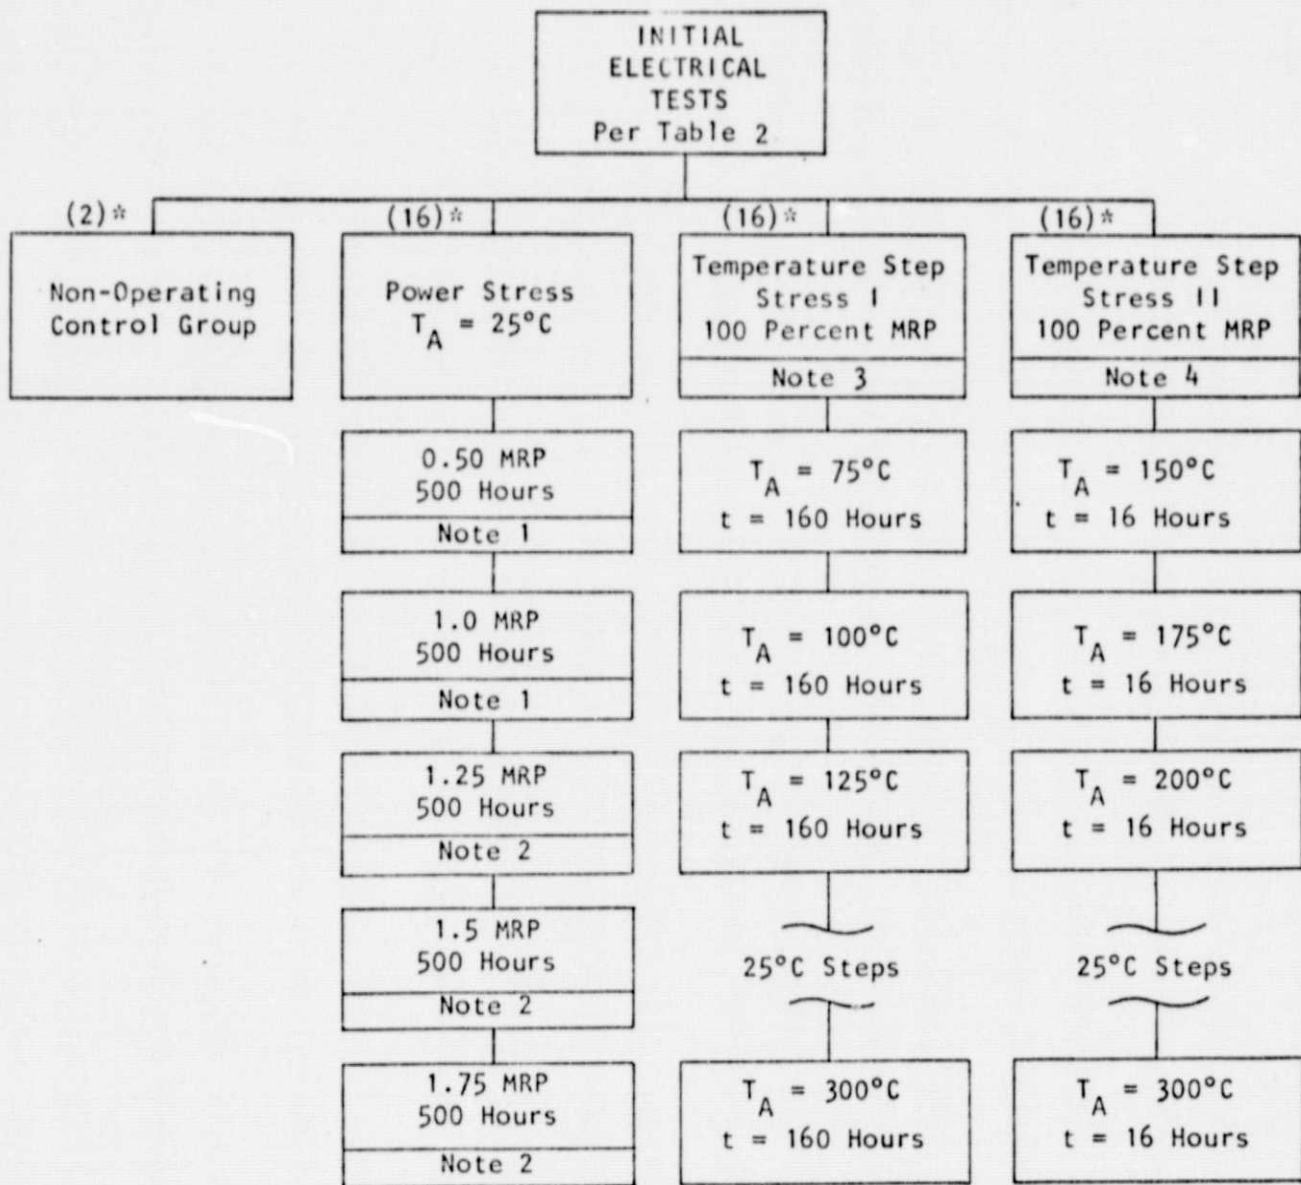 INITIAL
ELECTRICAL
TESTS
Per Table 2
(2)*
Non-Operating
Control Group
(16)*
Power Stress
T_A = 25°C
0.50 MRP
500 Hours
Note 1
1.0 MRP
500 Hours
Note 1
1.25 MRP
500 Hours
Note 2
1.5 MRP
500 Hours
Note 2
1.75 MRP
500 Hours
Note 2
(16)*
Temperature Step
Stress I
100 Percent MRP
Note 3
T_A = 75°C
t = 160 Hours
T_A = 100°C
t = 160 Hours
T_A = 125°C
t = 160 Hours
25°C Steps
T_A = 300°C
t = 160 Hours
(16)*
Temperature Step
Stress II
100 Percent MRP
Note 4
T_A = 150°C
t = 16 Hours
T_A = 175°C
t = 16 Hours
T_A = 200°C
t = 16 Hours
25°C Steps
T_A = 300°C
t = 16 Hours